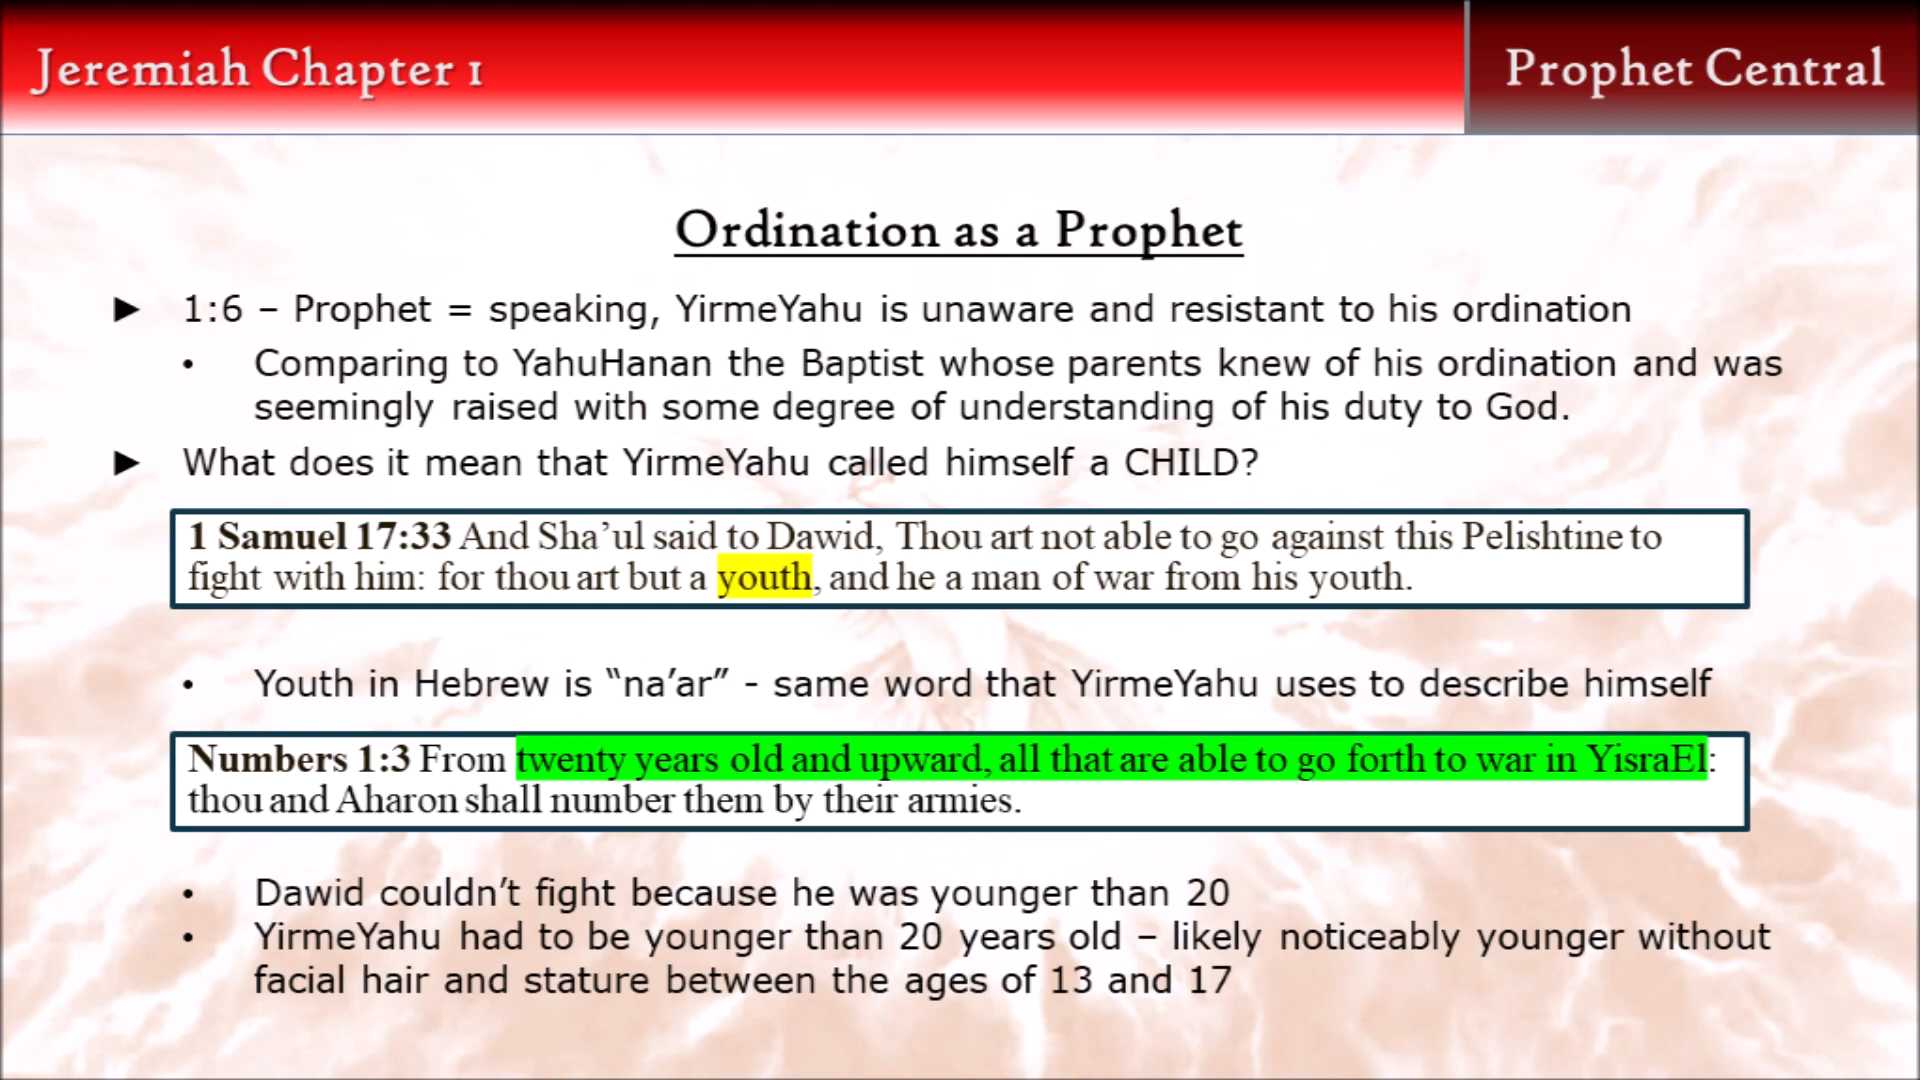 Jeremiah Chapter 1
Prophet Central
Ordination as a Prophet
► 1:6 – Prophet = speaking, YirmeYahu is unaware and resistant to his ordination
• Comparing to YahuHanan the Baptist whose parents knew of his ordination and was
seemingly raised with some degree of understanding of his duty to God.
► What does it mean that YirmeYahu called himself a CHILD?
1 Samuel 17:33 And Sha’ul said to Dawid, Thou art not able to go against this Pelishtine to
fight with him: for thou art but a youth, and he a man of war from his youth.
• Youth in Hebrew is “na’ar” - same word that YirmeYahu uses to describe himself
Numbers 1:3 From twenty years old and upward, all that are able to go forth to war in YisraEl:
thou and Aharon shall number them by their armies.
• Dawid couldn’t fight because he was younger than 20
• YirmeYahu had to be younger than 20 years old – likely noticeably younger without
facial hair and stature between the ages of 13 and 17